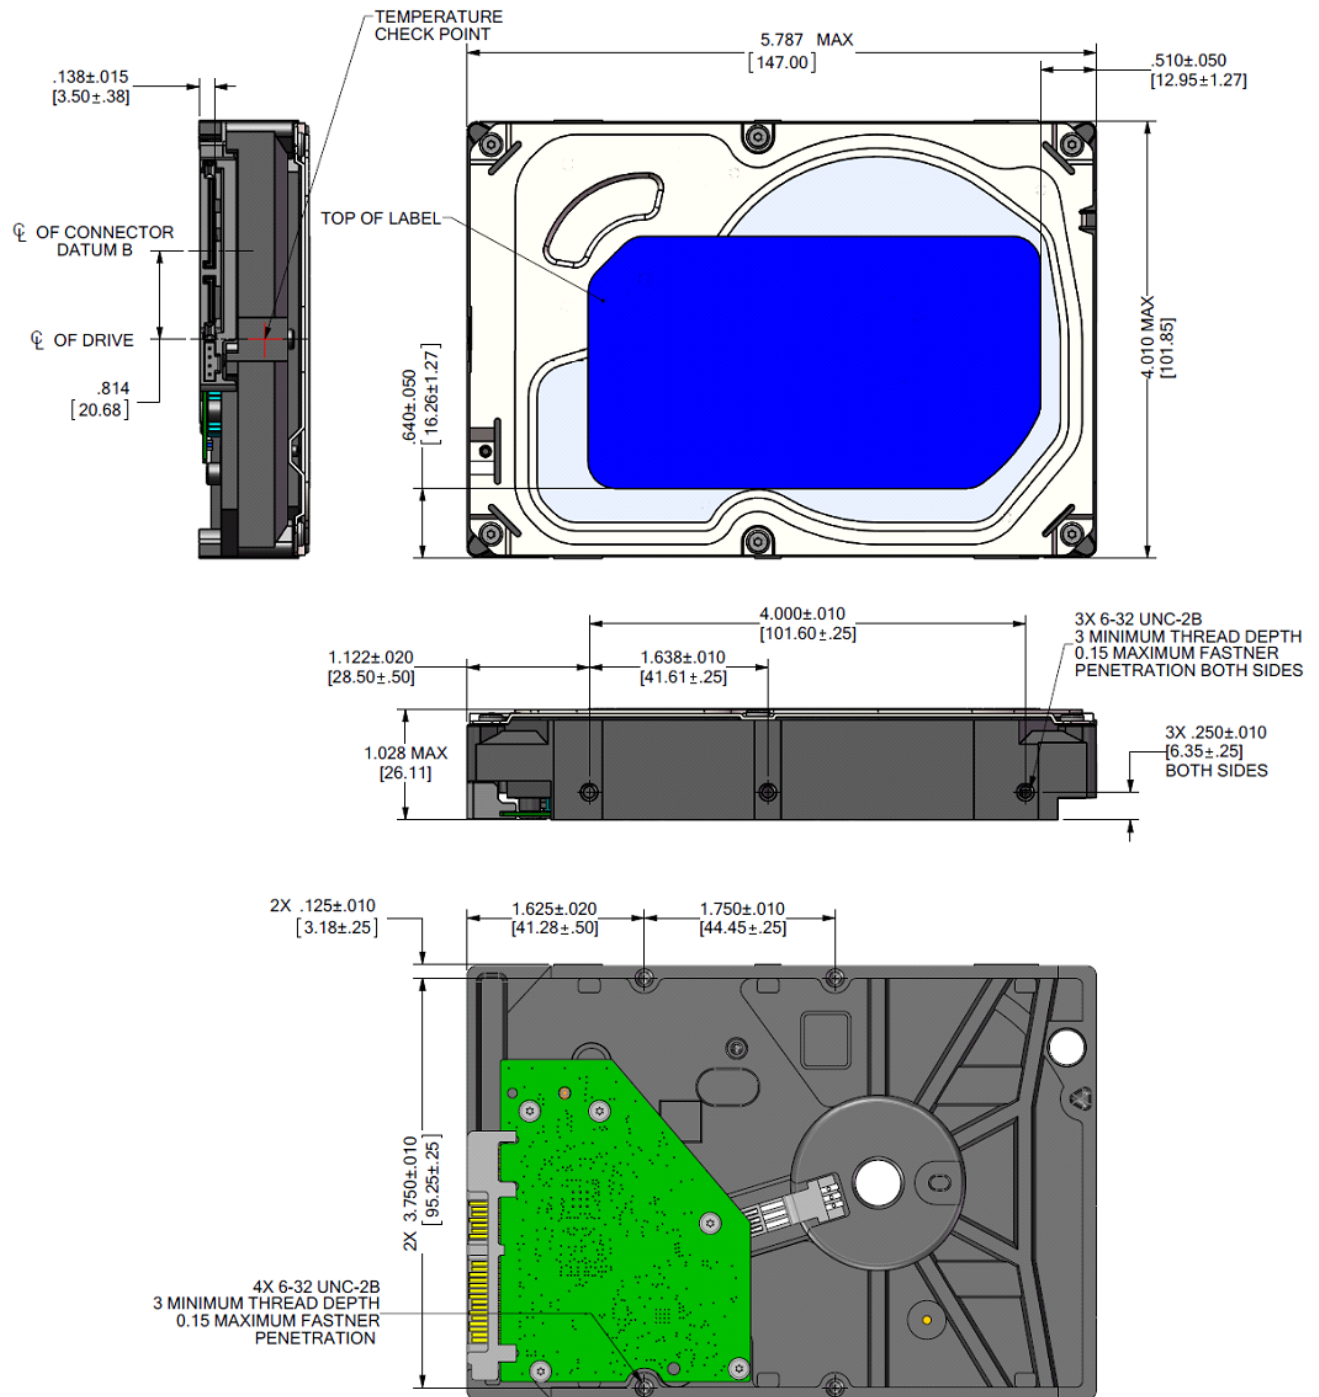 TEMPERATURE
CHECK POINT
5.787 MAX
[147.00]
.510±.050
[12.95±1.27]
.138±.015
[3.50±.38]
℄ OF CONNECTOR
DATUM B
TOP OF LABEL
℄ OF DRIVE
.814
[20.68]
.640±.050
[16.26±1.27]
4.010 MAX
[101.85]
4.000±.010
[101.60±.25]
3X 6-32 UNC-2B
3 MINIMUM THREAD DEPTH
0.15 MAXIMUM FASTNER
PENETRATION BOTH SIDES
1.122±.020
[28.50±.50]
1.638±.010
[41.61±.25]
1.028 MAX
[26.11]
3X .250±.010
[6.35±.25]
BOTH SIDES
2X .125±.010
[3.18±.25]
1.625±.020
[41.28±.50]
1.750±.010
[44.45±.25]
2X 3.750±.010
[95.25±.25]
4X 6-32 UNC-2B
3 MINIMUM THREAD DEPTH
0.15 MAXIMUM FASTNER
PENETRATION